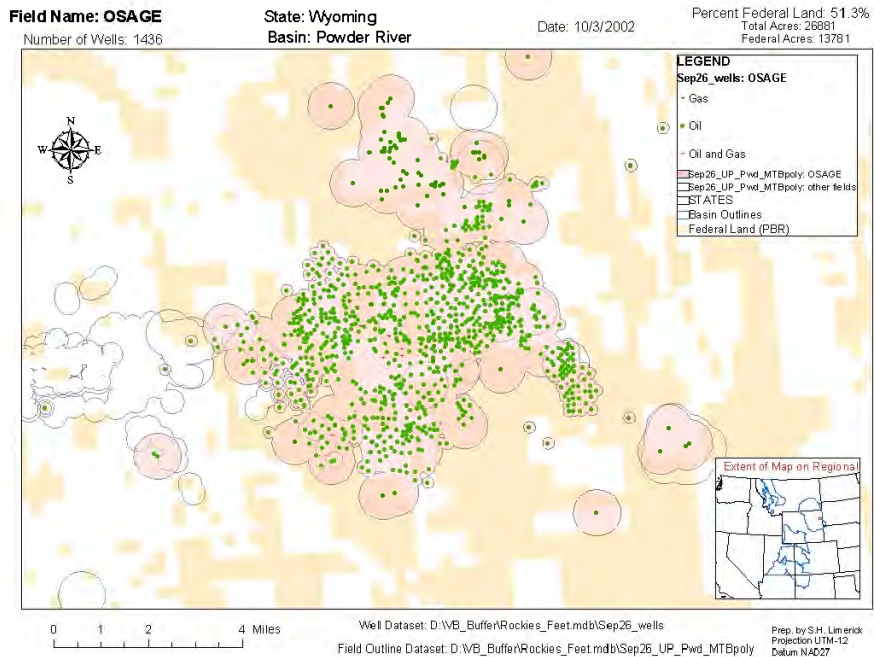 Field Name: OSAGE
Number of Wells: 1436
State: Wyoming
Basin: Powder River
Date: 10/3/2002
Percent Federal Land: 51.3%
Total Acres: 26881
Federal Acres: 13781
N
W E
S
LEGEND
Sep26_wells: OSAGE
Gas
Oil
Oil and Gas
Sep26_UP_Pwd_MTBpoly: OSAGE
Sep26_UP_Pwd_MTBpoly: other fields
STATES
Basin Outlines
Federal Land (PBR)
Extent of Map on Regional
0 1 2 4 Miles
Well Dataset: D:\VB_Buffer\Rockies_Feet.mdb\Sep26_wells
Field Outline Dataset: D:\VB_Buffer\Rockies_Feet.mdb\Sep26_UP_Pwd_MTBpoly
Prep. by S.H. Limerick
Projection UTM-12
Datum NAD27